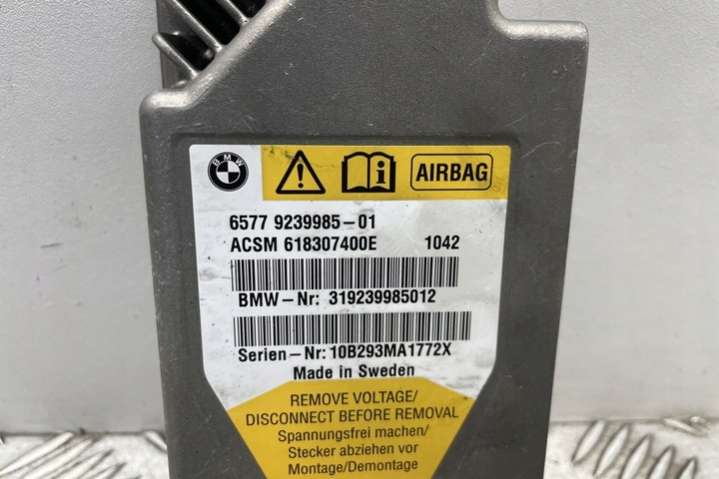 BMW
AIRBAG
6577 9239985-01
ACSM 618307400E 1042
BMW-Nr: 319239985012
Serien-Nr: 10B293MA1772X
Made in Sweden
REMOVE VOLTAGE/
DISCONNECT BEFORE REMOVAL
Spannungsfrei machen/
Stecker abziehen vor
Montage/Demontage